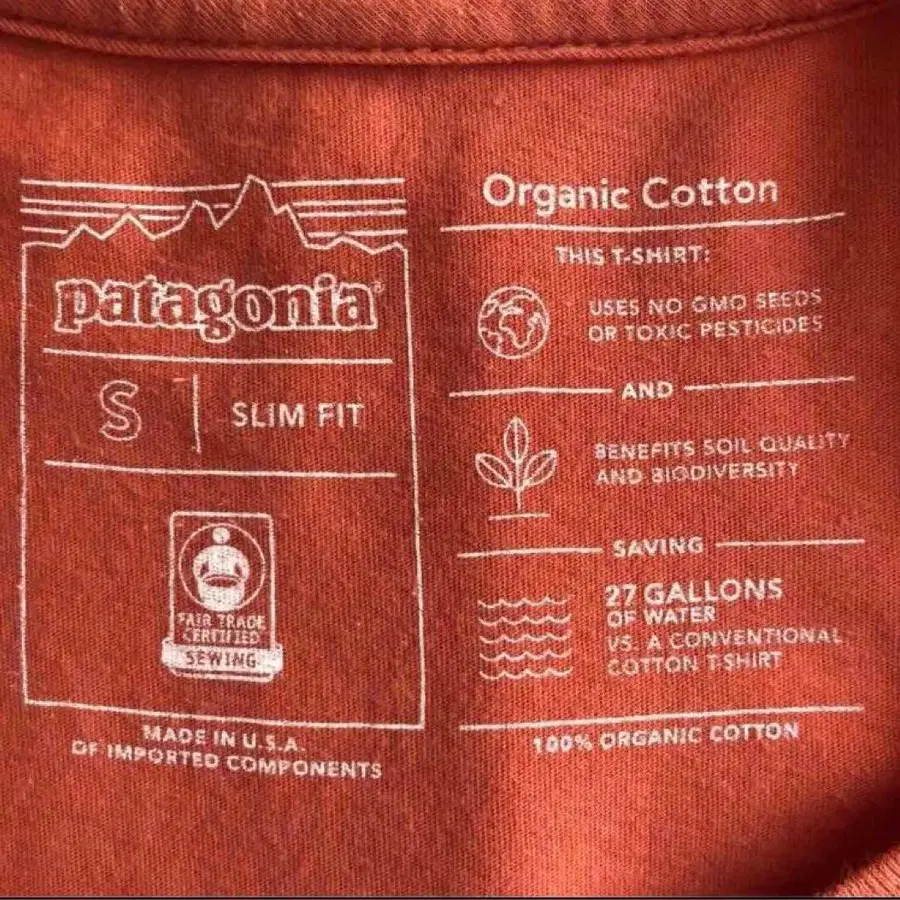 patagonia®
S
SLIM FIT
FAIR TRADE
CERTIFIED
SEWING
MADE IN U.S.A.
OF IMPORTED COMPONENTS
Organic Cotton
THIS T-SHIRT:
USES NO GMO SEEDS
OR TOXIC PESTICIDES
AND
BENEFITS SOIL QUALITY
AND BIODIVERSITY
SAVING
27 GALLONS
OF WATER
VS. A CONVENTIONAL
COTTON T-SHIRT
100% ORGANIC COTTON